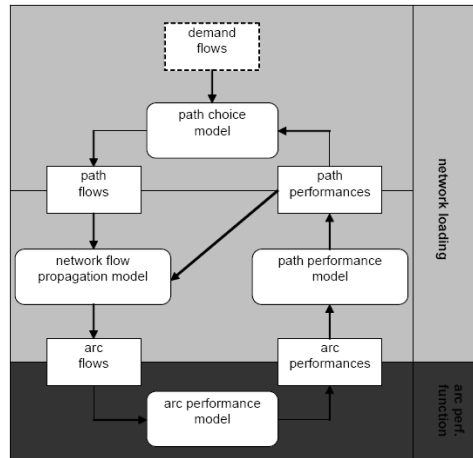 demand
flows
path choice
model
path
flows
path
performances
network flow
propagation model
path performance
model
arc
flows
arc
performances
arc performance
model
network loading
arc perf.
function